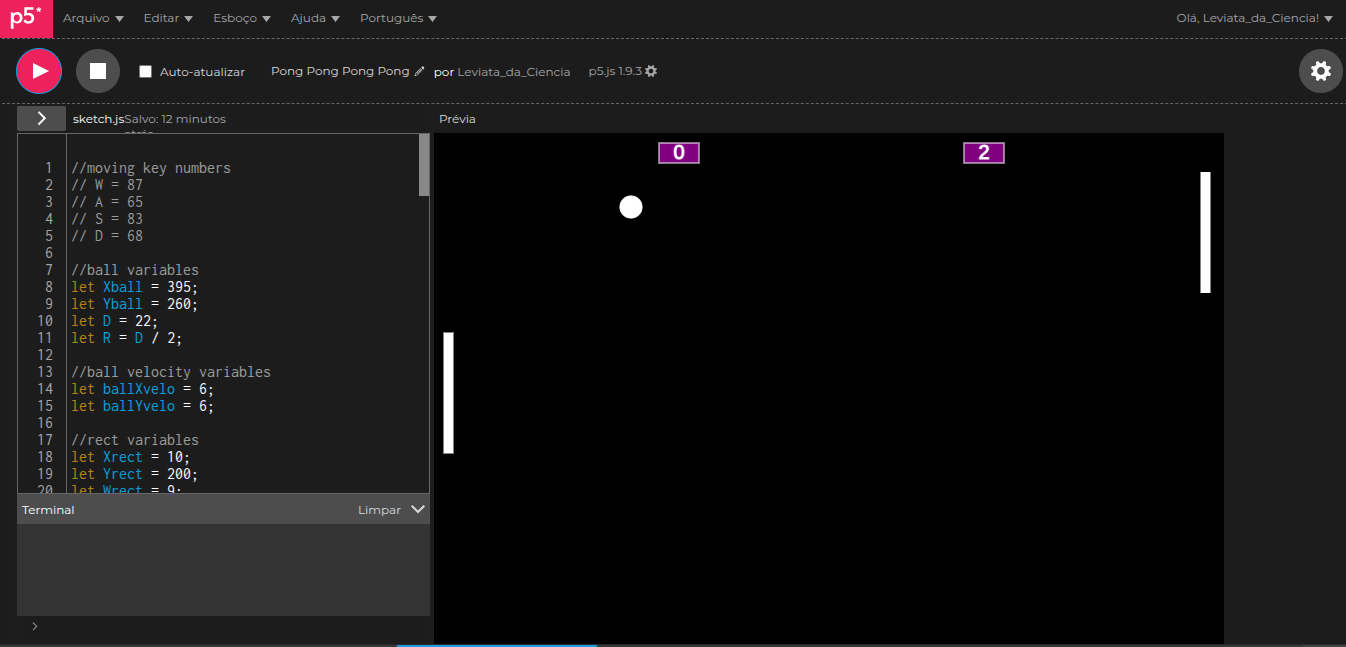 p5* Arquivo Editar Esboço Ajuda Português Olá, Leviata_da_Ciencia!
Auto-atualizar Pong Pong Pong Pong por Leviata_da_Ciencia p5.js 1.9.3
sketch.js Salvo: 12 minutos
atrás
Prévia
1 //moving key numbers
2 // W = 87
3 // A = 65
4 // S = 83
5 // D = 68
6
7 //ball variables
8 let Xball = 395;
9 let Yball = 260;
10 let D = 22;
11 let R = D / 2;
12
13 //ball velocity variables
14 let ballXvelo = 6;
15 let ballYvelo = 6;
16
17 //rect variables
18 let Xrect = 10;
19 let Yrect = 200;
20 let Wrect = 9;
Terminal Limpar
>
0 2